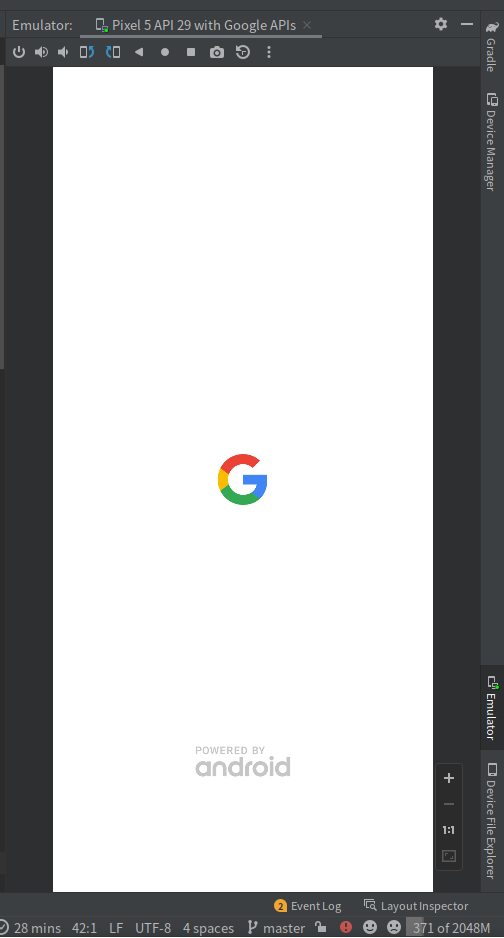 Emulator: Pixel 5 API 29 with Google APIs
Gradle
Device Manager
POWERED BY
android
1:1
Emulator
Device File Explorer
2 Event Log Layout Inspector
28 mins 42:1 LF UTF-8 4 spaces master 371 of 2048M